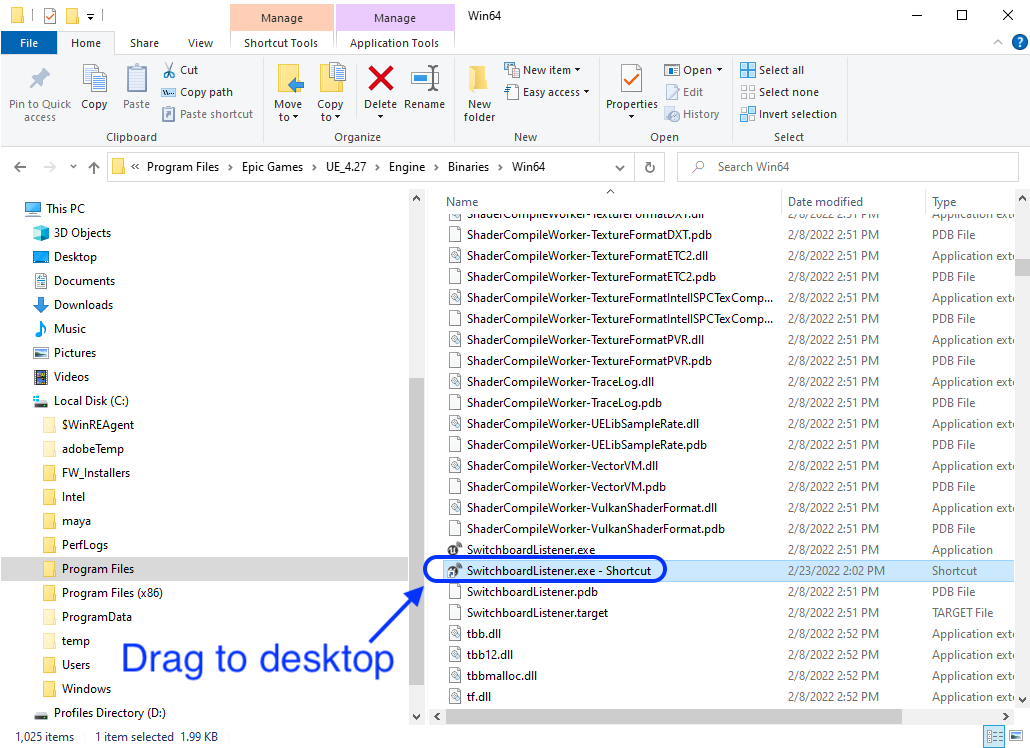 Manage Manage Win64
File Home Share View Shortcut Tools Application Tools
Pin to Quick access
Copy
Paste
Cut
Copy path
Paste shortcut
Clipboard
Move to
Copy to
Delete
Rename
Organize
New folder
New item
Easy access
New
Properties
Open
Edit
History
Open
Select all
Select none
Invert selection
Select
« Program Files › Epic Games › UE_4.27 › Engine › Binaries › Win64
Search Win64
This PC
3D Objects
Desktop
Documents
Downloads
Music
Pictures
Videos
Local Disk (C:)
$WinREAgent
adobeTemp
FW_Installers
Intel
maya
PerfLogs
Program Files
Program Files (x86)
ProgramData
temp
Users
Windows
Profiles Directory (D:)
Name Date modified Type
ShaderCompileWorker-TextureFormatDXT.dll 2/8/2022 2:51 PM Application exte
ShaderCompileWorker-TextureFormatDXT.pdb 2/8/2022 2:51 PM PDB File
ShaderCompileWorker-TextureFormatETC2.dll 2/8/2022 2:51 PM Application exte
ShaderCompileWorker-TextureFormatETC2.pdb 2/8/2022 2:51 PM PDB File
ShaderCompileWorker-TextureFormatIntelISPCTexComp... 2/8/2022 2:51 PM Application exte
ShaderCompileWorker-TextureFormatIntelISPCTexComp... 2/8/2022 2:51 PM PDB File
ShaderCompileWorker-TextureFormatPVR.dll 2/8/2022 2:51 PM Application exte
ShaderCompileWorker-TextureFormatPVR.pdb 2/8/2022 2:51 PM PDB File
ShaderCompileWorker-TraceLog.dll 2/8/2022 2:51 PM Application exte
ShaderCompileWorker-TraceLog.pdb 2/8/2022 2:51 PM PDB File
ShaderCompileWorker-UELibSampleRate.dll 2/8/2022 2:51 PM Application exte
ShaderCompileWorker-UELibSampleRate.pdb 2/8/2022 2:51 PM PDB File
ShaderCompileWorker-VectorVM.dll 2/8/2022 2:51 PM Application exte
ShaderCompileWorker-VectorVM.pdb 2/8/2022 2:51 PM PDB File
ShaderCompileWorker-VulkanShaderFormat.dll 2/8/2022 2:51 PM Application exte
ShaderCompileWorker-VulkanShaderFormat.pdb 2/8/2022 2:51 PM PDB File
SwitchboardListener.exe 2/8/2022 2:51 PM Application
SwitchboardListener.exe - Shortcut 2/23/2022 2:02 PM Shortcut
SwitchboardListener.pdb 2/8/2022 2:51 PM PDB File
SwitchboardListener.target 2/8/2022 2:51 PM TARGET File
tbb.dll 2/8/2022 2:52 PM Application exte
tbb12.dll 2/8/2022 2:52 PM Application exte
tbbmalloc.dll 2/8/2022 2:52 PM Application exte
tf.dll 2/8/2022 2:52 PM Application exte
Drag to desktop
1,025 items 1 item selected 1.99 KB